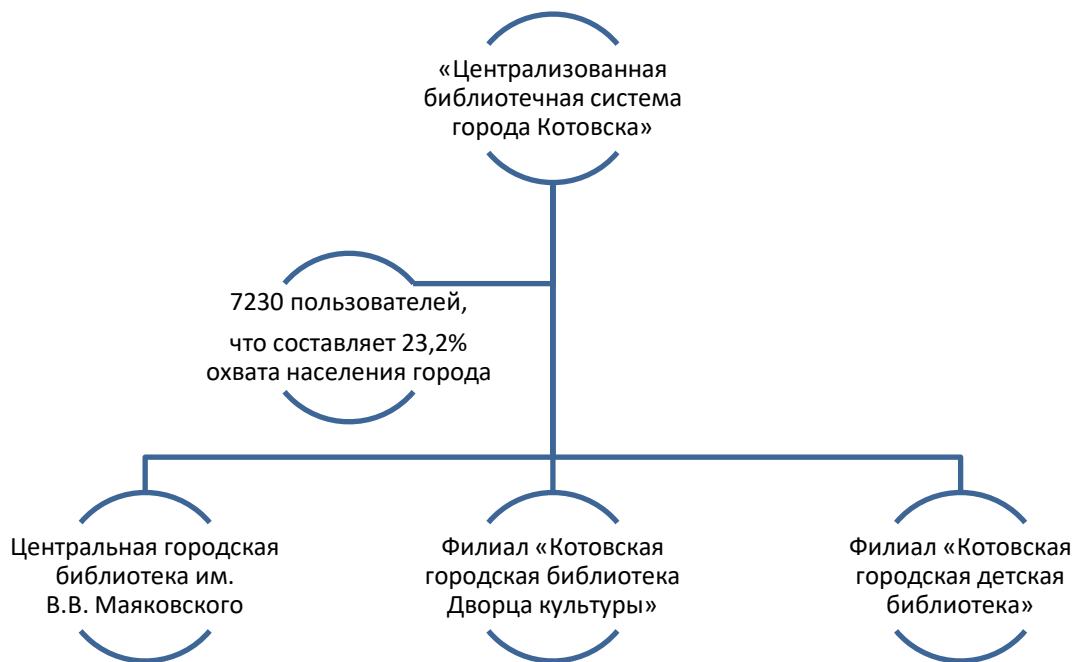 «Централизованная
библиотечная система
города Котовска»
7230 пользователей,
что составляет 23,2%
охвата населения города
Центральная городская
библиотека им.
В.В. Маяковского
Филиал «Котовская
городская библиотека
Дворца культуры»
Филиал «Котовская
городская детская
библиотека»